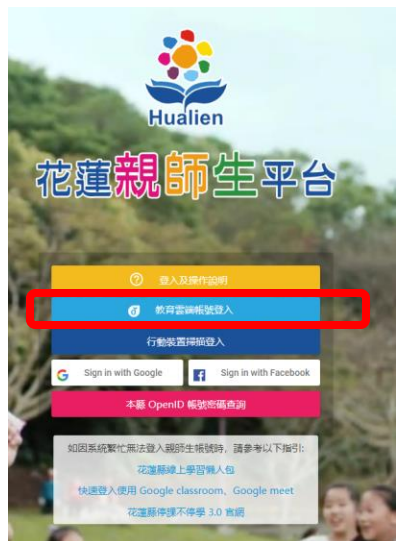 Hualien
花蓮親師生平台
登入及操作說明
教育雲端帳號登入
行動裝置掃描登入
Sign in with Google
Sign in with Facebook
本縣 OpenID 帳號密碼查詢
如因系統繁忙無法登入親師生帳號時，請參考以下指引:
花蓮縣線上學習懶人包
快速登入使用 Google classroom、Google meet
花蓮縣停課不停學 3.0 官網